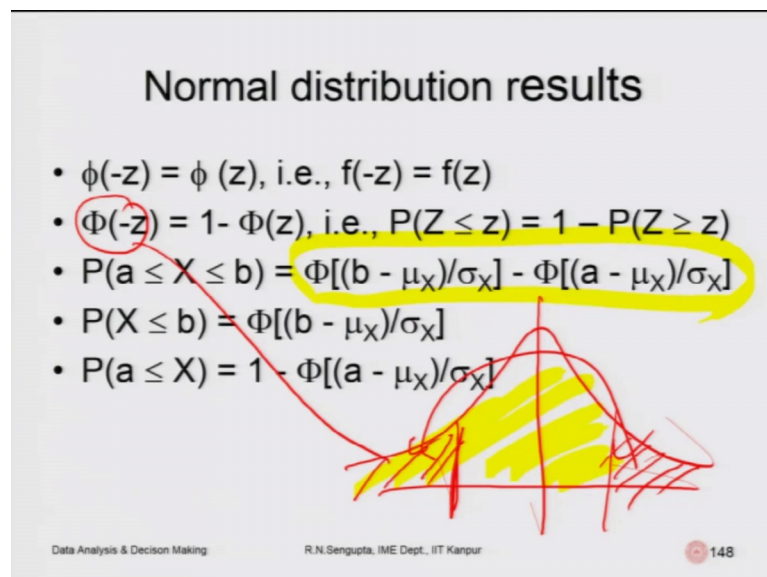 Normal distribution results
• ϕ(-z) = ϕ (z), i.e., f(-z) = f(z)
• Φ(-z) = 1- Φ(z), i.e., P(Z ≤ z) = 1 – P(Z ≥ z)
• P(a ≤ X ≤ b) = Φ[(b - μX)/σX] - Φ[(a - μX)/σX]
• P(X ≤ b) = Φ[(b - μX)/σX]
• P(a ≤ X) = 1 - Φ[(a - μX)/σX]
Data Analysis & Decison Making R.N.Sengupta, IME Dept., IIT Kanpur 148